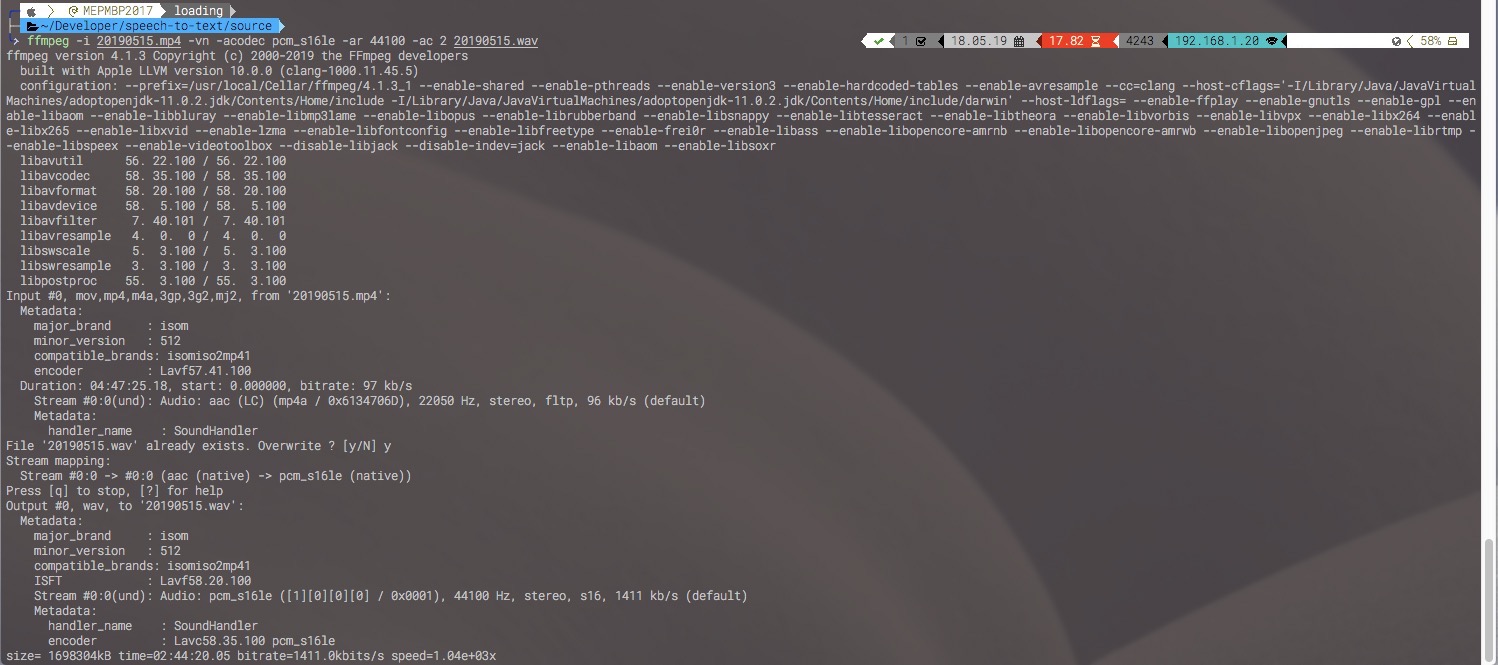 MEPMBP2017 loading
~/Developer/speech-to-text/source
ffmpeg -i 20190515.mp4 -vn -acodec pcm_s16le -ar 44100 -ac 2 20190515.wav 1 18.05.19 17.82 4243 192.168.1.20 58%
ffmpeg version 4.1.3 Copyright (c) 2000-2019 the FFmpeg developers
built with Apple LLVM version 10.0.0 (clang-1000.11.45.5)
configuration: --prefix=/usr/local/Cellar/ffmpeg/4.1.3_1 --enable-shared --enable-pthreads --enable-version3 --enable-hardcoded-tables --enable-avresample --cc=clang --host-cflags='-I/Library/Java/JavaVirtual
Machines/adoptopenjdk-11.0.2.jdk/Contents/Home/include -I/Library/Java/JavaVirtualMachines/adoptopenjdk-11.0.2.jdk/Contents/Home/include/darwin' --host-ldflags= --enable-ffplay --enable-gnutls --enable-gpl --en
able-libaom --enable-libbluray --enable-libmp3lame --enable-libopus --enable-librubberband --enable-libsnappy --enable-libtesseract --enable-libtheora --enable-libvorbis --enable-libvpx --enable-libx264 --enabl
e-libx265 --enable-libxvid --enable-lzma --enable-libfontconfig --enable-libfreetype --enable-frei0r --enable-libass --enable-libopencore-amrnb --enable-libopencore-amrwb --enable-libopenjpeg --enable-librtmp -
-enable-libspeex --enable-videotoolbox --disable-libjack --disable-indev=jack --enable-libaom --enable-libsoxr
libavutil 56. 22.100 / 56. 22.100
libavcodec 58. 35.100 / 58. 35.100
libavformat 58. 20.100 / 58. 20.100
libavdevice 58. 5.100 / 58. 5.100
libavfilter 7. 40.101 / 7. 40.101
libavresample 4. 0. 0 / 4. 0. 0
libswscale 5. 3.100 / 5. 3.100
libswresample 3. 3.100 / 3. 3.100
libpostproc 55. 3.100 / 55. 3.100
Input #0, mov,mp4,m4a,3gp,3g2,mj2, from '20190515.mp4':
Metadata:
major_brand : isom
minor_version : 512
compatible_brands: isomiso2mp41
encoder : Lavf57.41.100
Duration: 04:47:25.18, start: 0.000000, bitrate: 97 kb/s
Stream #0:0(und): Audio: aac (LC) (mp4a / 0x6134706D), 22050 Hz, stereo, fltp, 96 kb/s (default)
Metadata:
handler_name : SoundHandler
File '20190515.wav' already exists. Overwrite ? [y/N] y
Stream mapping:
Stream #0:0 -> #0:0 (aac (native) -> pcm_s16le (native))
Press [q] to stop, [?] for help
Output #0, wav, to '20190515.wav':
Metadata:
major_brand : isom
minor_version : 512
compatible_brands: isomiso2mp41
ISFT : Lavf58.20.100
Stream #0:0(und): Audio: pcm_s16le ([1][0][0][0] / 0x0001), 44100 Hz, stereo, s16, 1411 kb/s (default)
Metadata:
handler_name : SoundHandler
encoder : Lavc58.35.100 pcm_s16le
size= 1698304kB time=02:44:20.05 bitrate=1411.0kbits/s speed=1.04e+03x